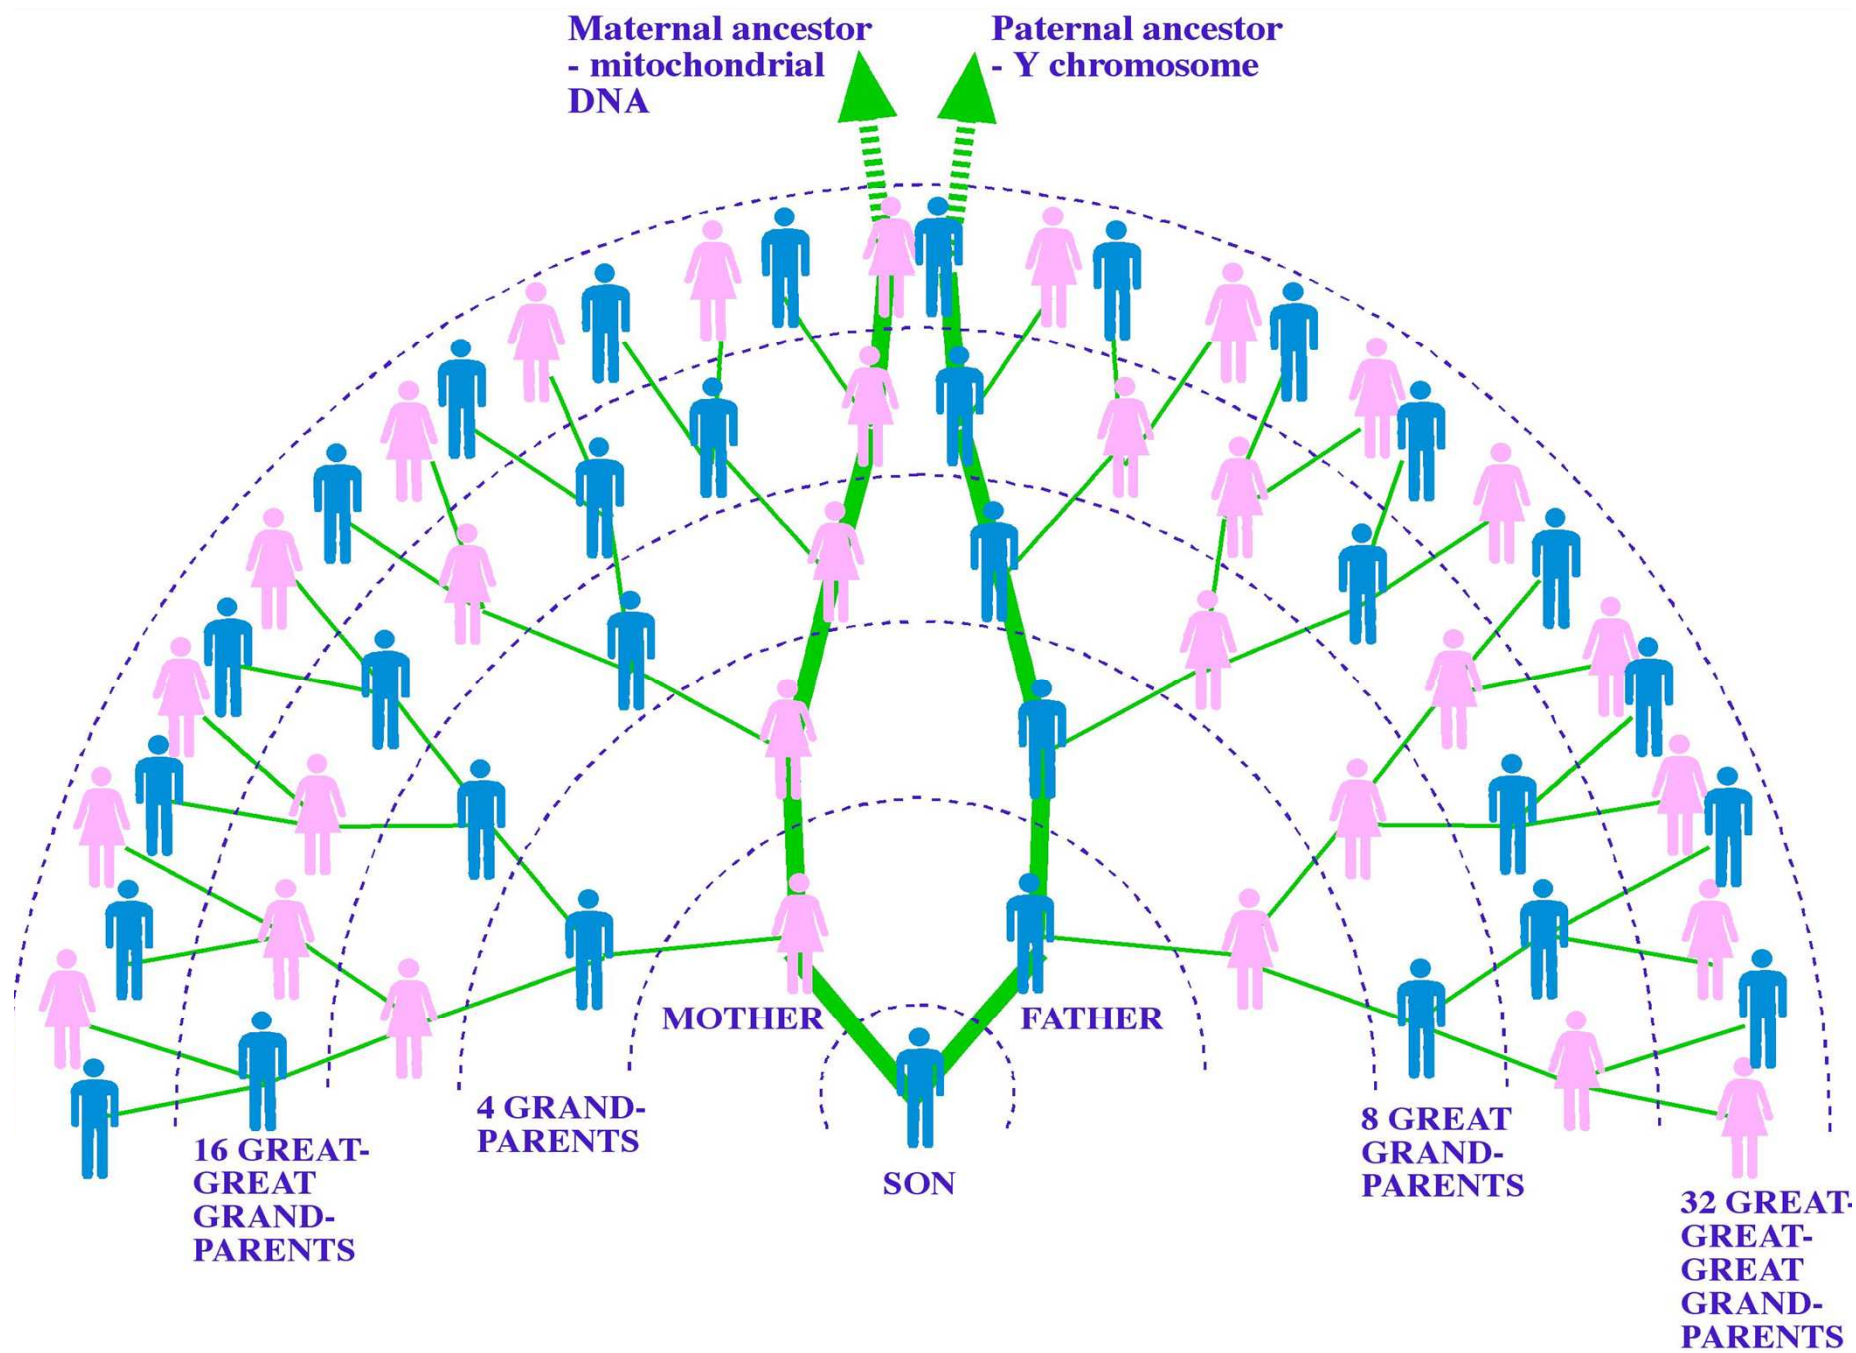 Maternal ancestor
- mitochondrial
DNA
Paternal ancestor
- Y chromosome
MOTHER
FATHER
4 GRAND-
PARENTS
8 GREAT
GRAND-
PARENTS
16 GREAT-
GREAT
GRAND-
PARENTS
SON
32 GREAT-
GREAT-
GREAT
GRAND-
PARENTS